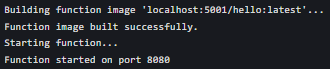 Building function image 'localhost:5001/hello:latest'...
Function image built successfully.
Starting function...
Function started on port 8080